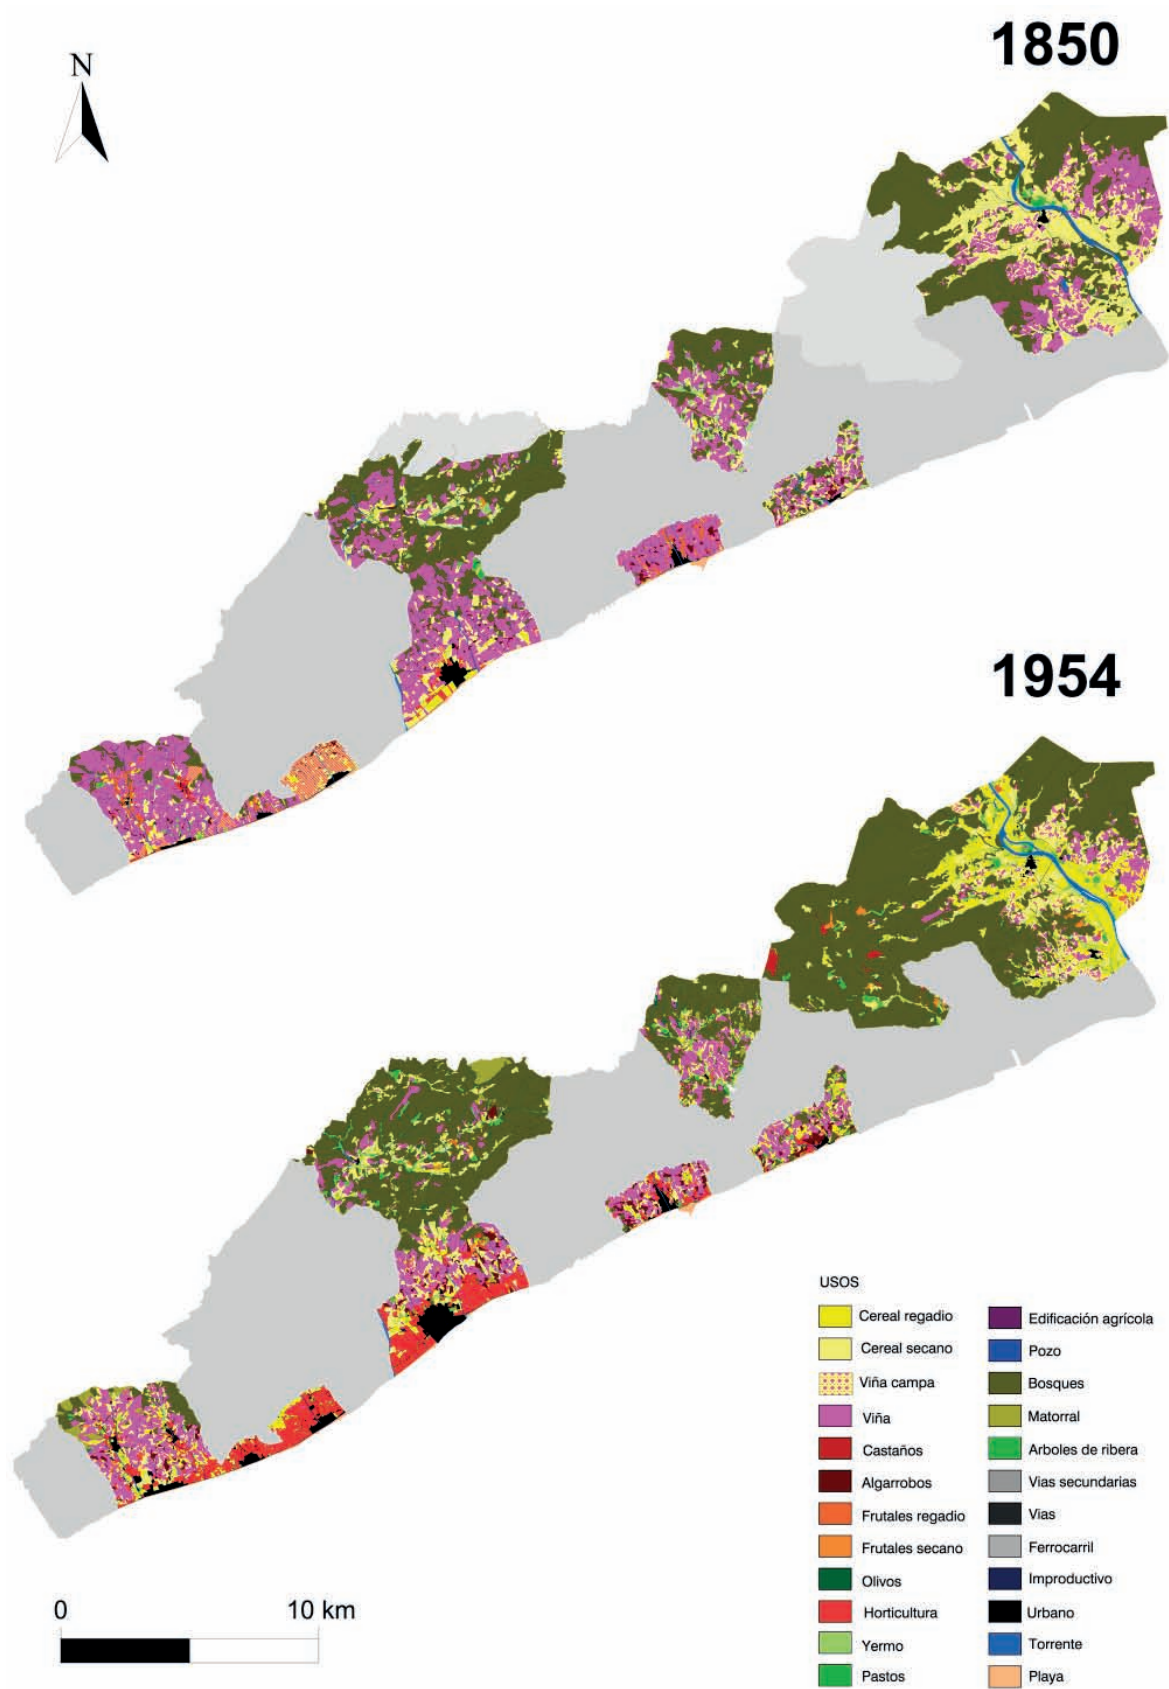 1850
N
1954
USOS
Cereal regadio
Cereal secano
Viña campa
Viña
Castaños
Algarrobos
Frutales regadio
Frutales secano
Olivos
Horticultura
Yermo
Pastos
Edificación agrícola
Pozo
Bosques
Matorral
Arboles de ribera
Vias secundarias
Vias
Ferrocarril
Improductivo
Urbano
Torrente
Playa
0 10 km